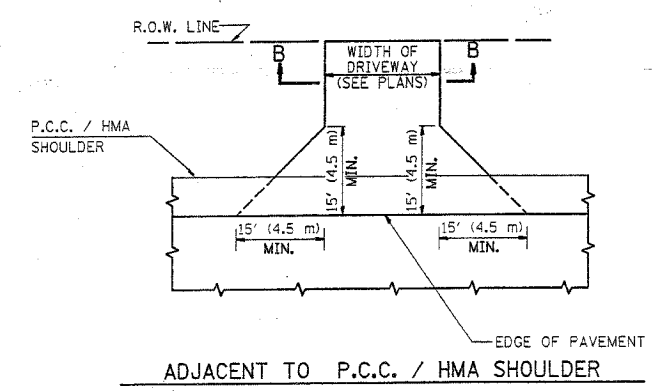 R.O.W. LINE
B
WIDTH OF
DRIVEWAY
(SEE PLANS)
B
P.C.C. / HMA
SHOULDER
15' (4.5 m)
MIN.
15' (4.5 m)
MIN.
15' (4.5 m)
MIN.
15' (4.5 m)
MIN.
EDGE OF PAVEMENT
ADJACENT TO P.C.C. / HMA SHOULDER